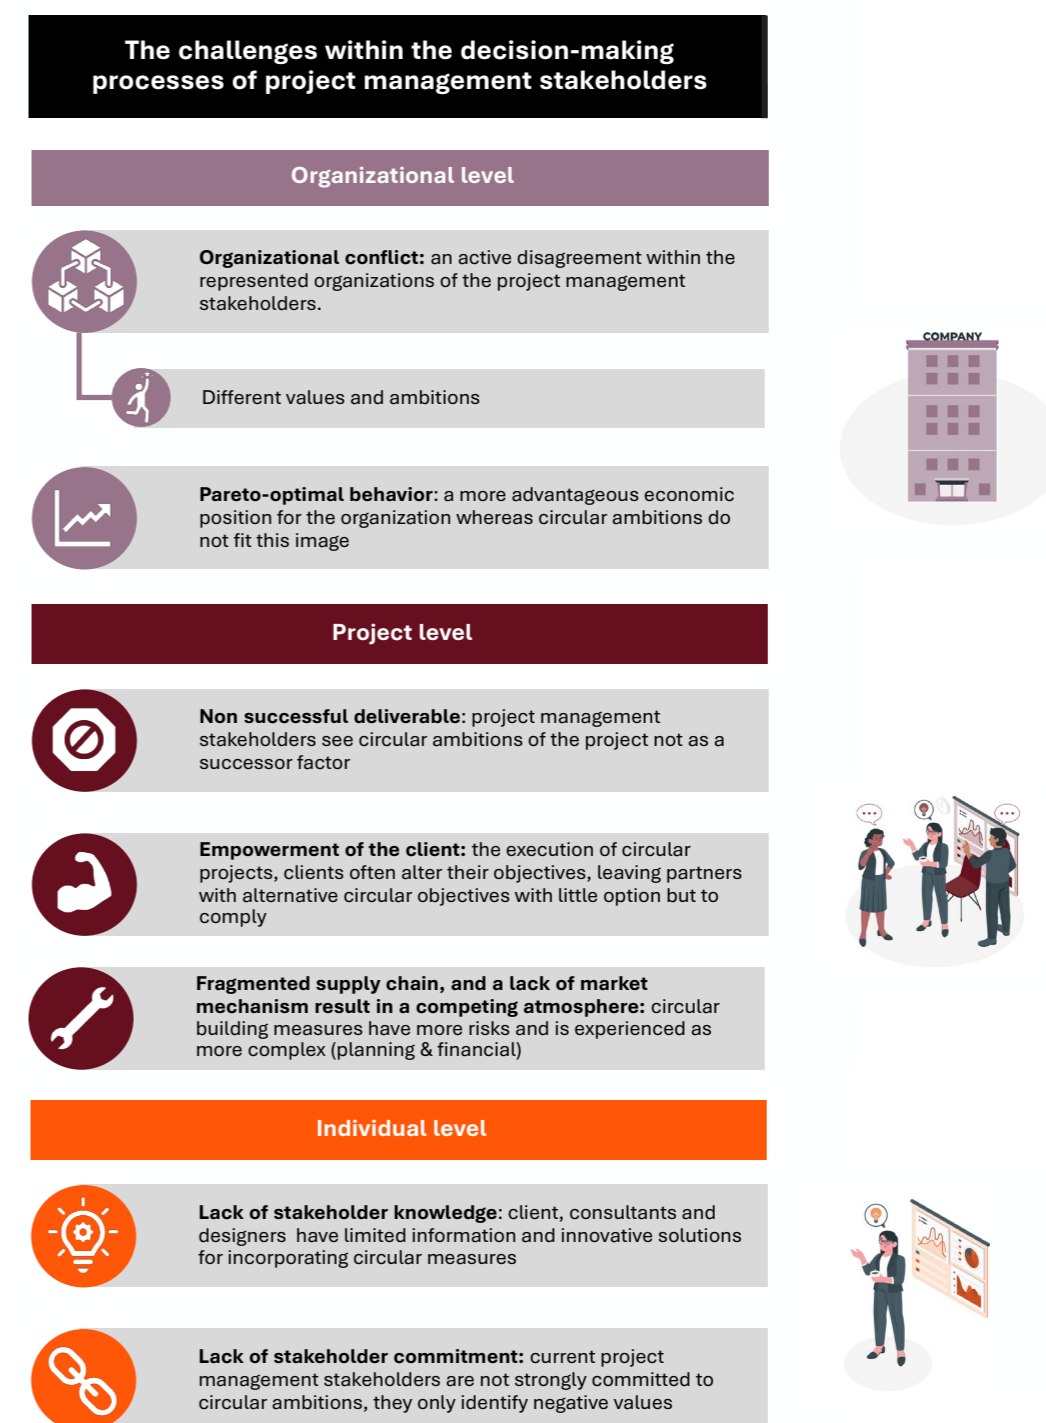 The challenges within the decision-making
processes of project management stakeholders
Organizational level
Organizational conflict: an active disagreement within the
represented organizations of the project management
stakeholders.
Different values and ambitions
COMPANY
Pareto-optimal behavior: a more advantageous economic
position for the organization whereas circular ambitions do
not fit this image
Project level
Non successful deliverable: project management
stakeholders see circular ambitions of the project not as a
successor factor
Empowerment of the client: the execution of circular
projects, clients often alter their objectives, leaving partners
with alternative circular objectives with little option but to
comply
Fragmented supply chain, and a lack of market
mechanism result in a competing atmosphere: circular
building measures have more risks and is experienced as
more complex (planning & financial)
Individual level
Lack of stakeholder knowledge: client, consultants and
designers  have limited information and innovative solutions
for incorporating circular measures
Lack of stakeholder commitment: current project
management stakeholders are not strongly committed to
circular ambitions, they only identify negative values